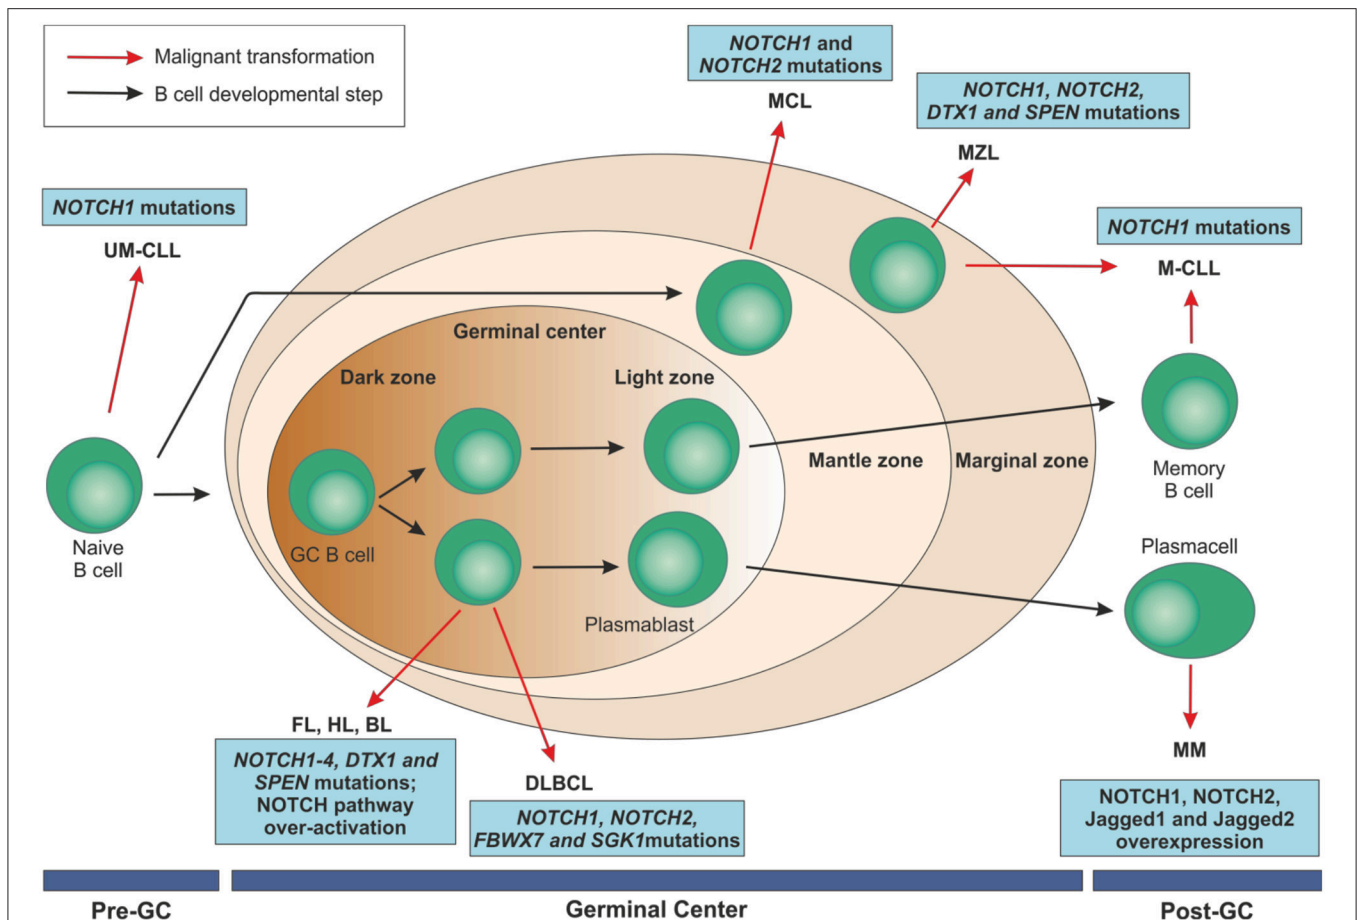 Malignant transformation
B cell developmental step
NOTCH1 and
NOTCH2 mutations
MCL
NOTCH1, NOTCH2,
DTX1 and SPEN mutations
MZL
NOTCH1 mutations
UM-CLL
NOTCH1 mutations
M-CLL
Germinal center
Dark zone
Light zone
Mantle zone
Marginal zone
Memory
B cell
Naive
B cell
GC B cell
Plasmablast
Plasmacell
FL, HL, BL
NOTCH1-4, DTX1 and
SPEN mutations;
NOTCH pathway
over-activation
DLBCL
NOTCH1, NOTCH2,
FBWX7 and SGK1mutations
MM
NOTCH1, NOTCH2,
Jagged1 and Jagged2
overexpression
Pre-GC
Germinal Center
Post-GC